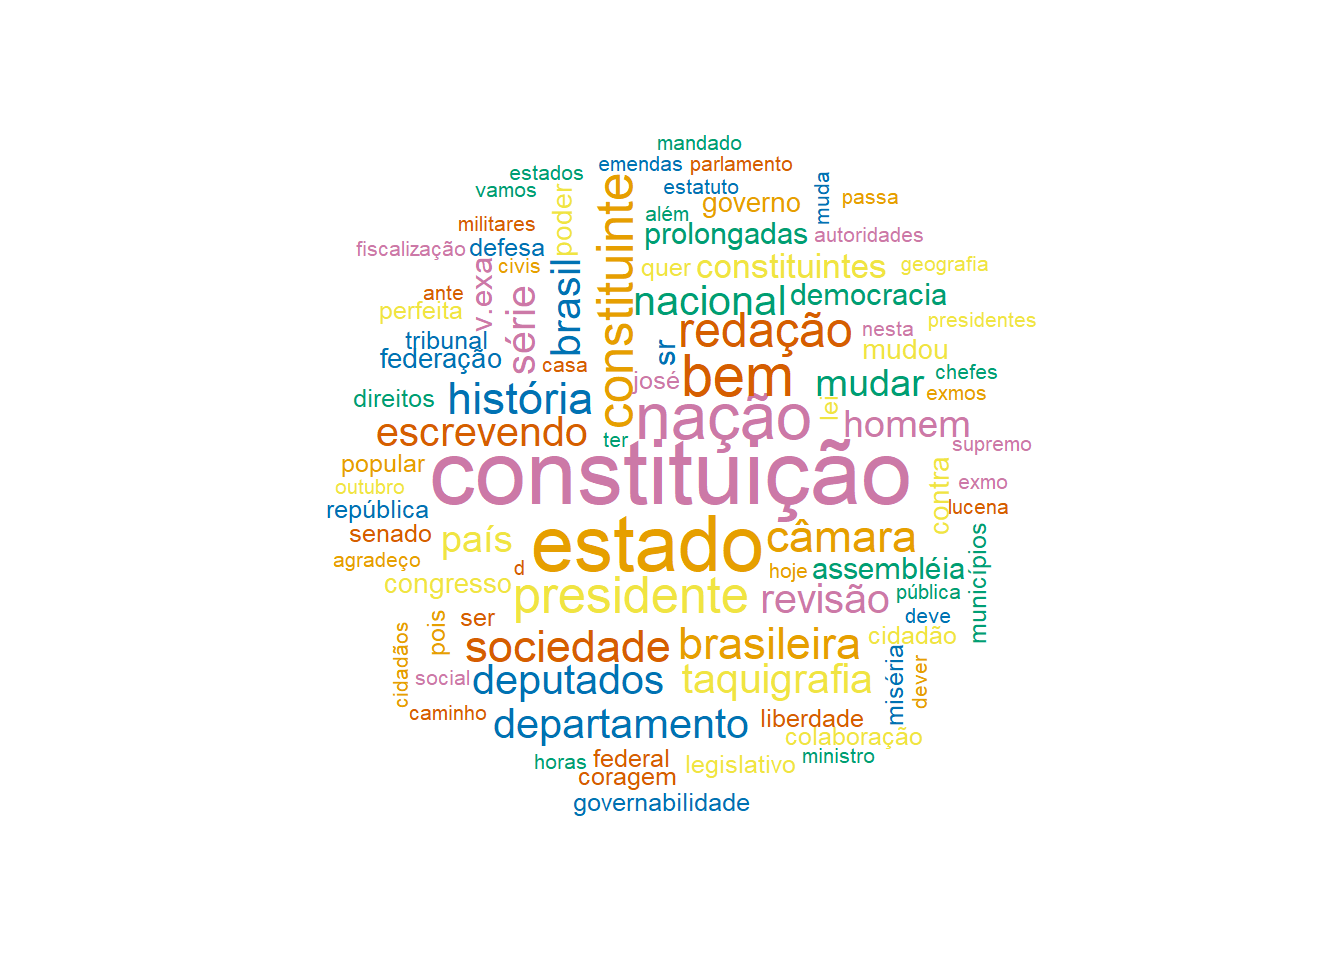 mandado
emendas
parlamento
estados
vamos
estatuto
muda
passa
poder
constituinte
além
governo
militares
prolongadas
autoridades
fiscalização
defesa
civis
brasil
quer
constituintes
geografia
v.exa
ante
série
nacional
democracia
perfeita
presidentes
tribunal
federação
casa
sr
redação
nesta
mudou
josé
bem
mudar
chefes
exmos
direitos
história
nação
lei
homem
escrevendo
ter
supremo
popular
constituição
contra
exmo
outubro
lucena
república
senado
país
estado
câmara
municípios
agradeço
d
hoje
assembléia
congresso
presidente
revisão
pública
deve
cidadãos
pois
ser
sociedade
brasileira
cidadão
social
deputados
taquigrafia
miséria
dever
caminho
departamento
liberdade
colaboração
horas
federal
legislativo
ministro
coragem
governabilidade